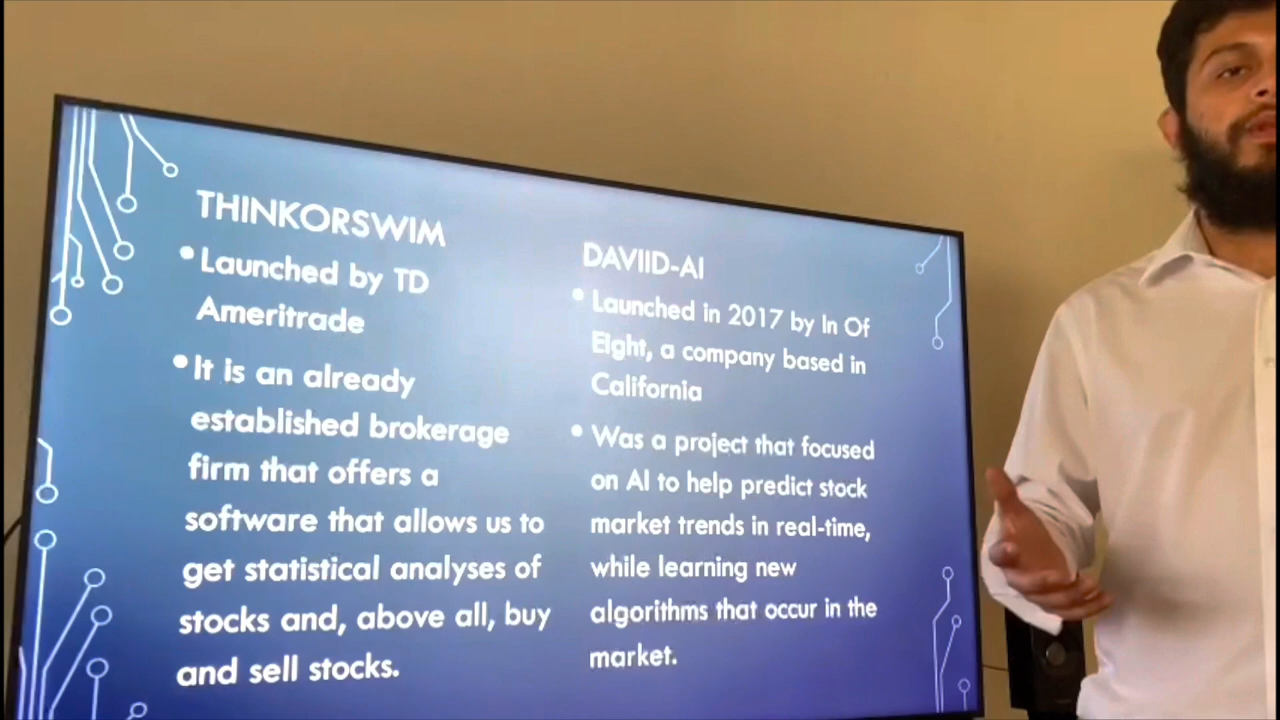 THINKORSWIM
• Launched by TD
Ameritrade
• It is an already
established brokerage
firm that offers a
software that allows us to
get statistical analyses of
stocks and, above all, buy
and sell stocks.
DAVIID-AI
• Launched in 2017 by In Of
Eight, a company based in
California
• Was a project that focused
on AI to help predict stock
market trends in real-time,
while learning new
algorithms that occur in the
market.